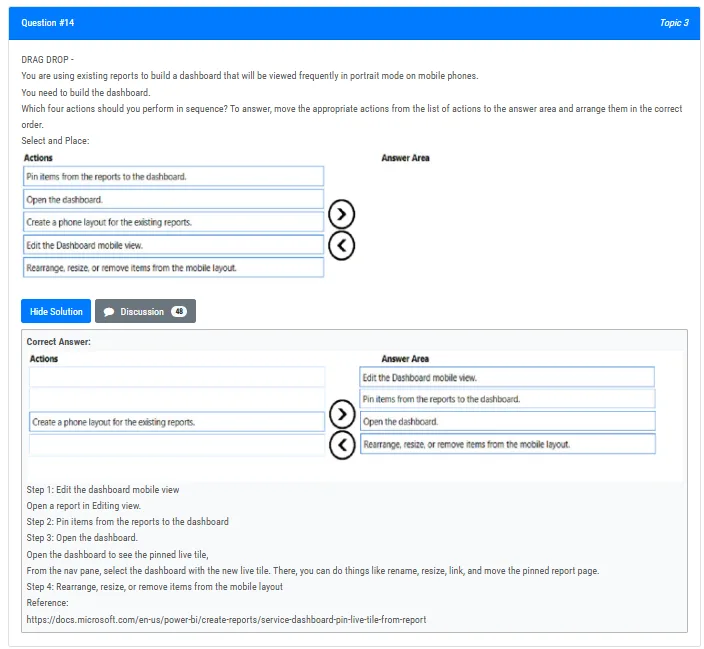 Question #14
Topic 3
DRAG DROP -
You are using existing reports to build a dashboard that will be viewed frequently in portrait mode on mobile phones.
You need to build the dashboard.
Which four actions should you perform in sequence? To answer, move the appropriate actions from the list of actions to the answer area and arrange them in the correct
order.
Select and Place:
Actions
Answer Area
Pin items from the reports to the dashboard.
Open the dashboard.
Create a phone layout for the existing reports.
Edit the Dashboard mobile view.
Rearrange, resize, or remove items from the mobile layout.
Hide Solution
Discussion 48
Correct Answer:
Actions
Answer Area
Edit the Dashboard mobile view.
Pin items from the reports to the dashboard.
Create a phone layout for the existing reports.
Open the dashboard.
Rearrange, resize, or remove items from the mobile layout.
Step 1: Edit the dashboard mobile view
Open a report in Editing view.
Step 2: Pin items from the reports to the dashboard
Step 3: Open the dashboard.
Open the dashboard to see the pinned live tile,
From the nav pane, select the dashboard with the new live tile. There, you can do things like rename, resize, link, and move the pinned report page.
Step 4: Rearrange, resize, or remove items from the mobile layout
Reference:
https://docs.microsoft.com/en-us/power-bi/create-reports/service-dashboard-pin-live-tile-from-report